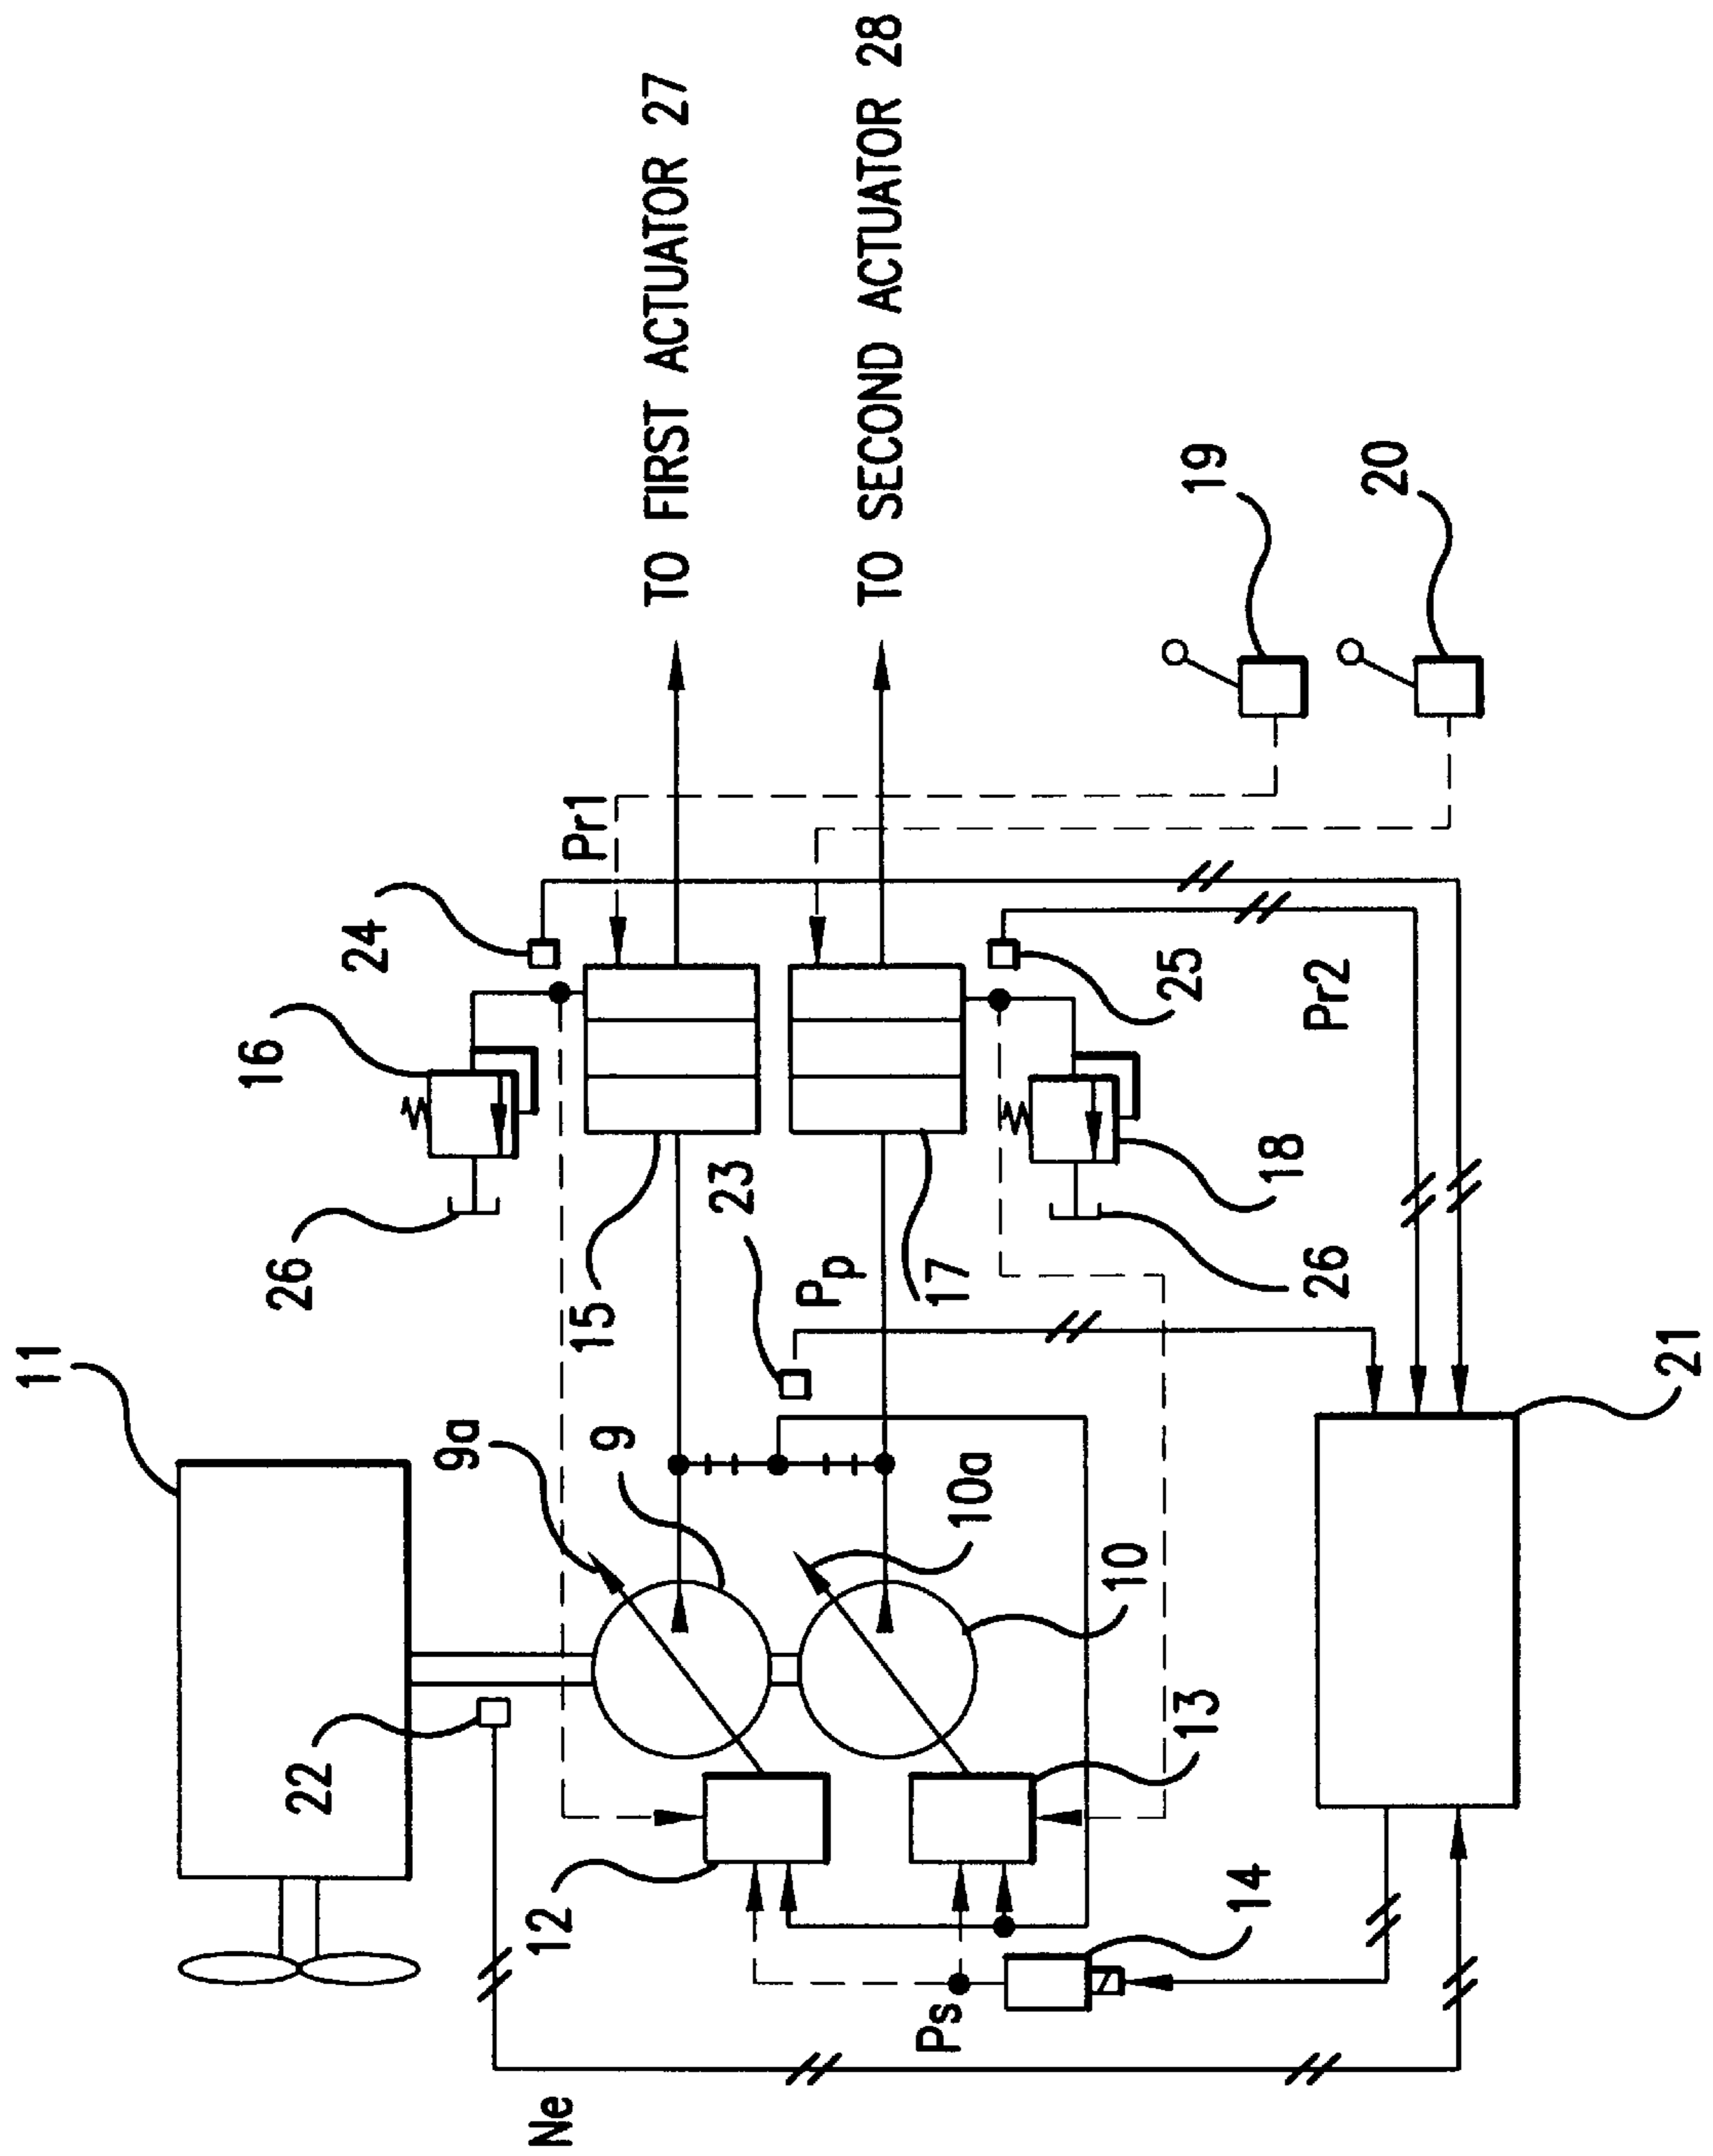 11
22
Ne
26
16
24
Pr1
TO FIRST ACTUATOR 27
9a
9
15
12
23
Pp
TO SECOND ACTUATOR 28
Ps
10a
17
10
13
14
18
25
26
Pr2
19
20
21